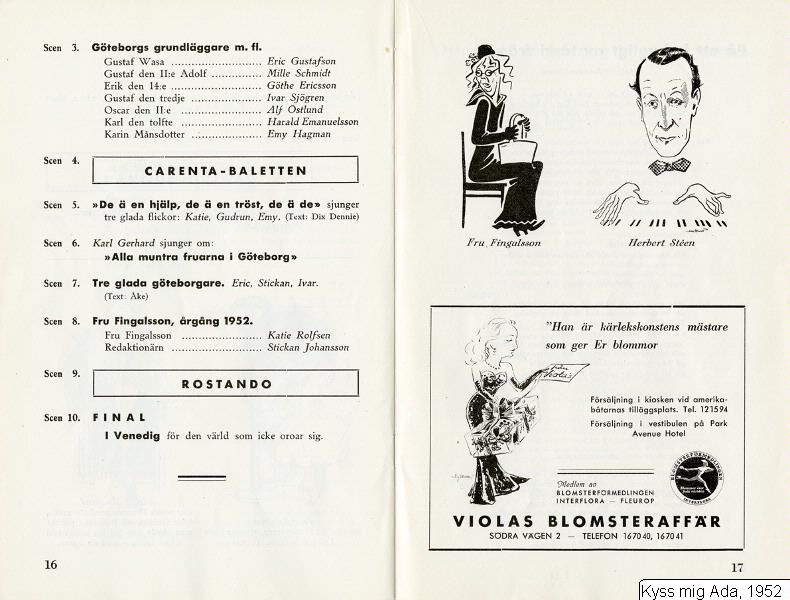 Scen 3. Göteborgs grundläggare m. fl.
Gustaf Wasa ........................ Eric Gustafson
Gustaf den II:e Adolf .............. Mille Schmidt
Erik den 14:e ......................... Göthe Ericsson
Gustaf den tredje ................... Ivar Sjögren
Oscar den II:e ...................... Alf Östlund
Karl den tolfte ...................... Harald Emanuelsson
Karin Månsdotter ................... Emy Hagman
Scen 4.
CARENTA-BALETTEN
Scen 5. »De ä en hjälp, de ä en tröst, de ä de» sjunger
tre glada flickor: Katie, Gudrun, Emy. (Text: Dix Dennie)
Scen 6. Karl Gerhard sjunger om:
»Alla muntra fruarna i Göteborg»
Scen 7. Tre glada göteborgare. Eric, Stickan, Ivar.
(Text: Åke)
Scen 8. Fru Fingalsson, årgång 1952.
Fru Fingalsson ...................... Katie Rolfsen
Redaktionärn ........................ Stickan Johansson
Scen 9.
ROSTANDO
Scen 10. FINAL
I Venedig för den värld som icke oroar sig.
16
Fru Fingalsson
Herbert Stéen
"Han är kärlekskonstens mästare
som ger Er blommor
från
Viola's
Försäljning i kiosken vid amerika-
båtarnas tilläggsplats. Tel. 121594
Försäljning i vestibulen på Park
Avenue Hotel
Medlem av
BLOMSTERFÖRMEDLINGEN
INTERFLORA – FLEUROP
BLOMSTERFÖRMEDLINGEN
INTERFLORA
VIOLAS BLOMSTERAFFÄR
SÖDRA VÄGEN 2 — TELEFON 167040, 167041
17
Kyss mig Ada, 1952